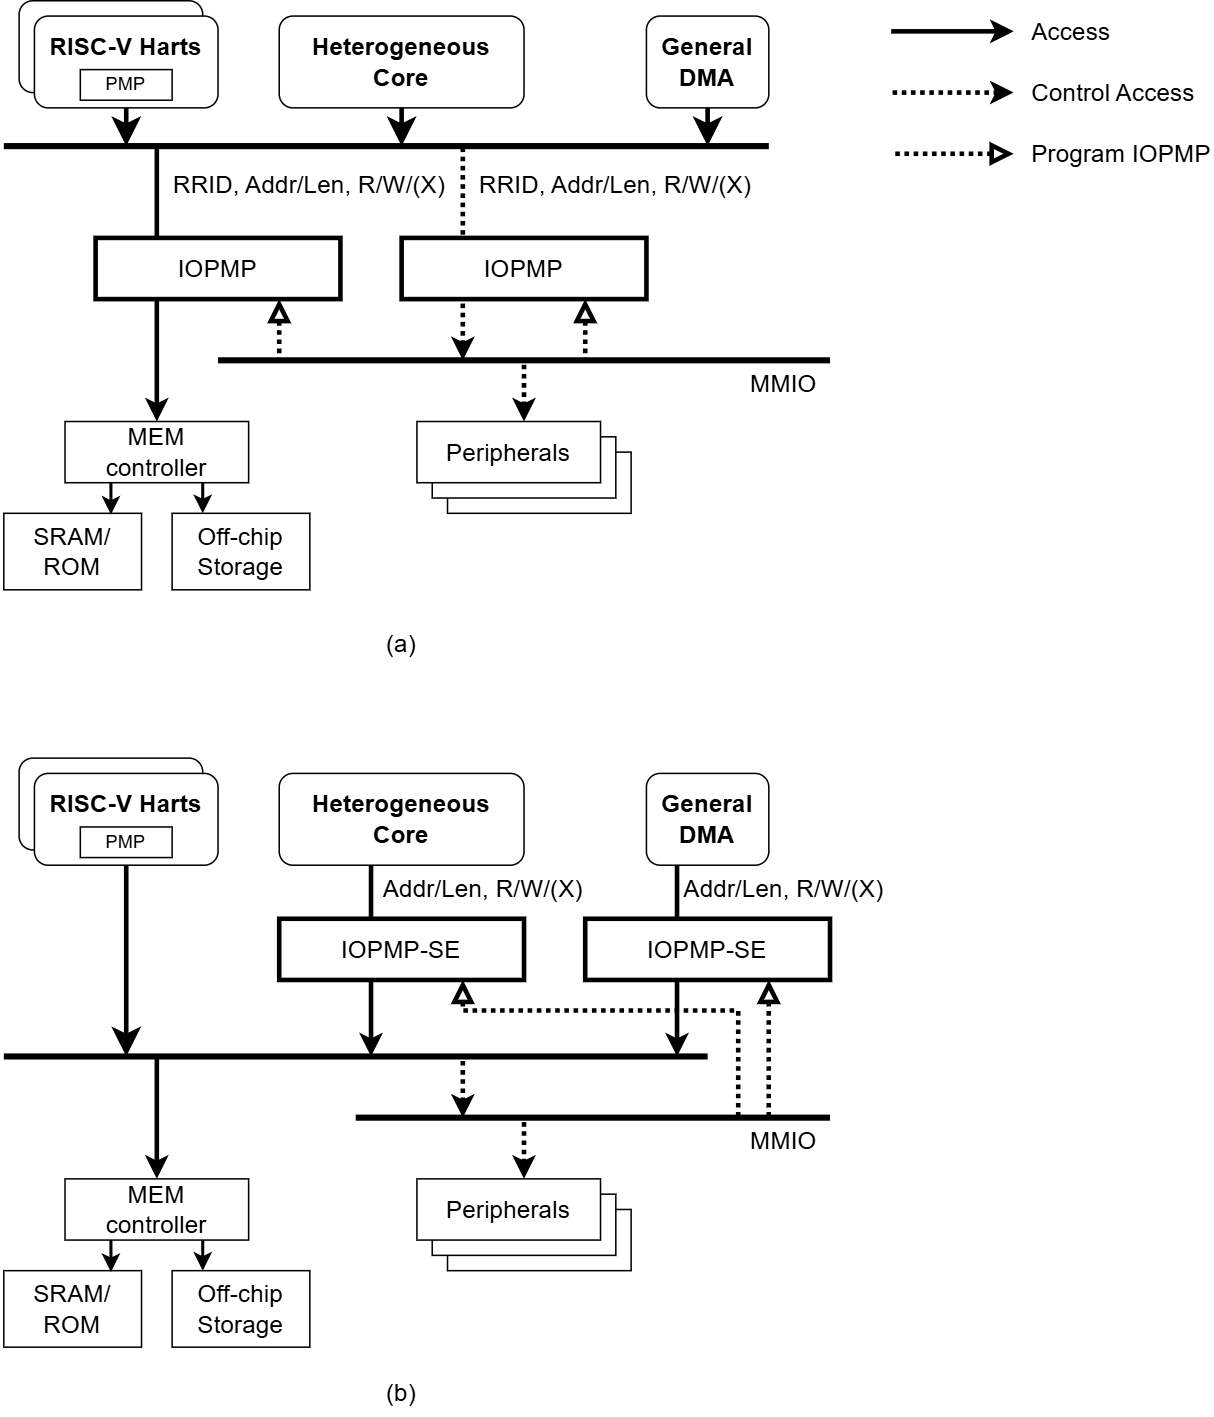 RISC-V Harts
PMP
Heterogeneous
Core
General
DMA
Access
Control Access
Program IOPMP
RRID, Addr/Len, R/W/(X)
RRID, Addr/Len, R/W/(X)
IOPMP
IOPMP
MMIO
MEM
controller
Peripherals
SRAM/
ROM
Off-chip
Storage
(a)
RISC-V Harts
PMP
Heterogeneous
Core
General
DMA
Addr/Len, R/W/(X)
Addr/Len, R/W/(X)
IOPMP-SE
IOPMP-SE
MMIO
MEM
controller
Peripherals
SRAM/
ROM
Off-chip
Storage
(b)